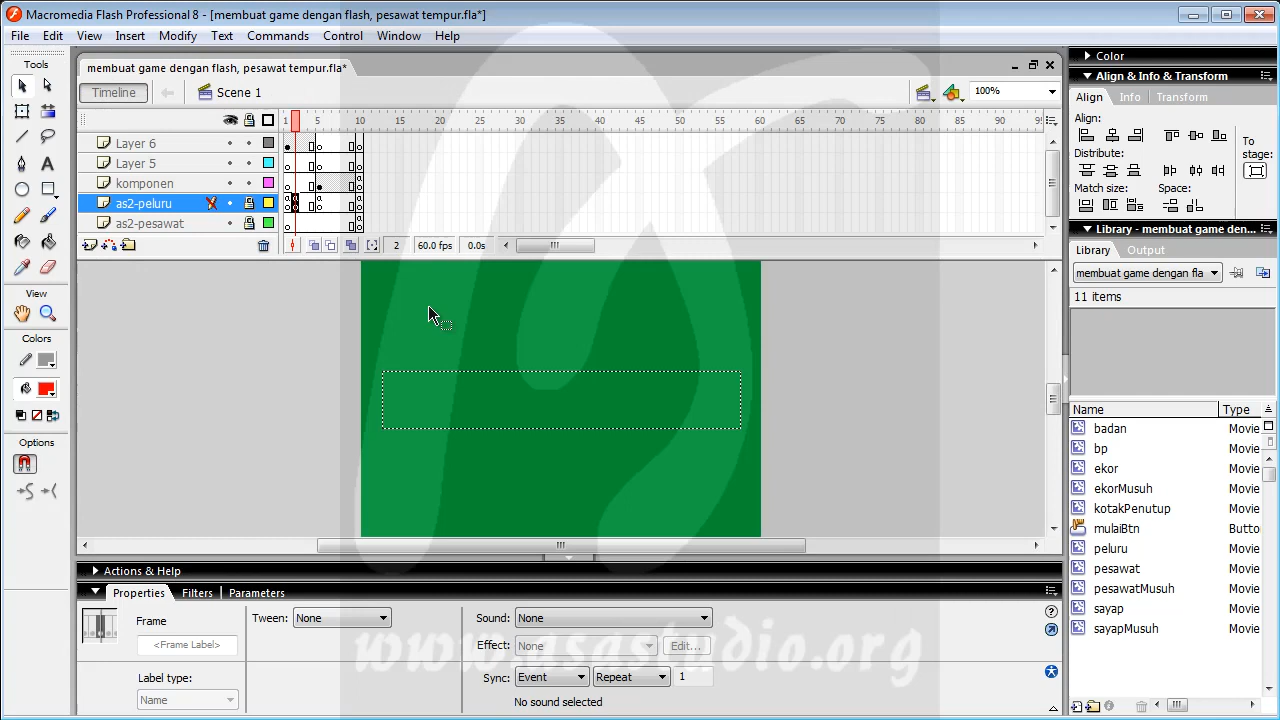 Macromedia Flash Professional 8 - [membuat game dengan flash, pesawat tempur.fla*]
File Edit View Insert Modify Text Commands Control Window Help
Tools
View
Colors
Options
membuat game dengan flash, pesawat tempur.fla*
Timeline Scene 1 100%
1 5 10 15 20 25 30 35 40 45 50 55 60 65 70 75 80 85 90 95
Layer 6
Layer 5
komponen
as2-peluru
as2-pesawat
2 60.0 fps 0.0s
Actions & Help
Properties Filters Parameters
Frame
<Frame Label>
Label type:
Name
Tween: None
Sound: None
Effect: None Edit...
Sync: Event Repeat 1
No sound selected
www.asastudio.org
Color
Align & Info & Transform
Align Info Transform
Align:
Distribute:
Match size: Space:
To
stage:
Library - membuat game den...
Library Output
membuat game dengan fla
11 items
Name Type
badan Movie
bp Movie
ekor Movie
ekorMusuh Movie
kotakPenutup Movie
mulaiBtn Butto
peluru Movie
pesawat Movie
pesawatMusuh Movie
sayap Movie
sayapMusuh Movie